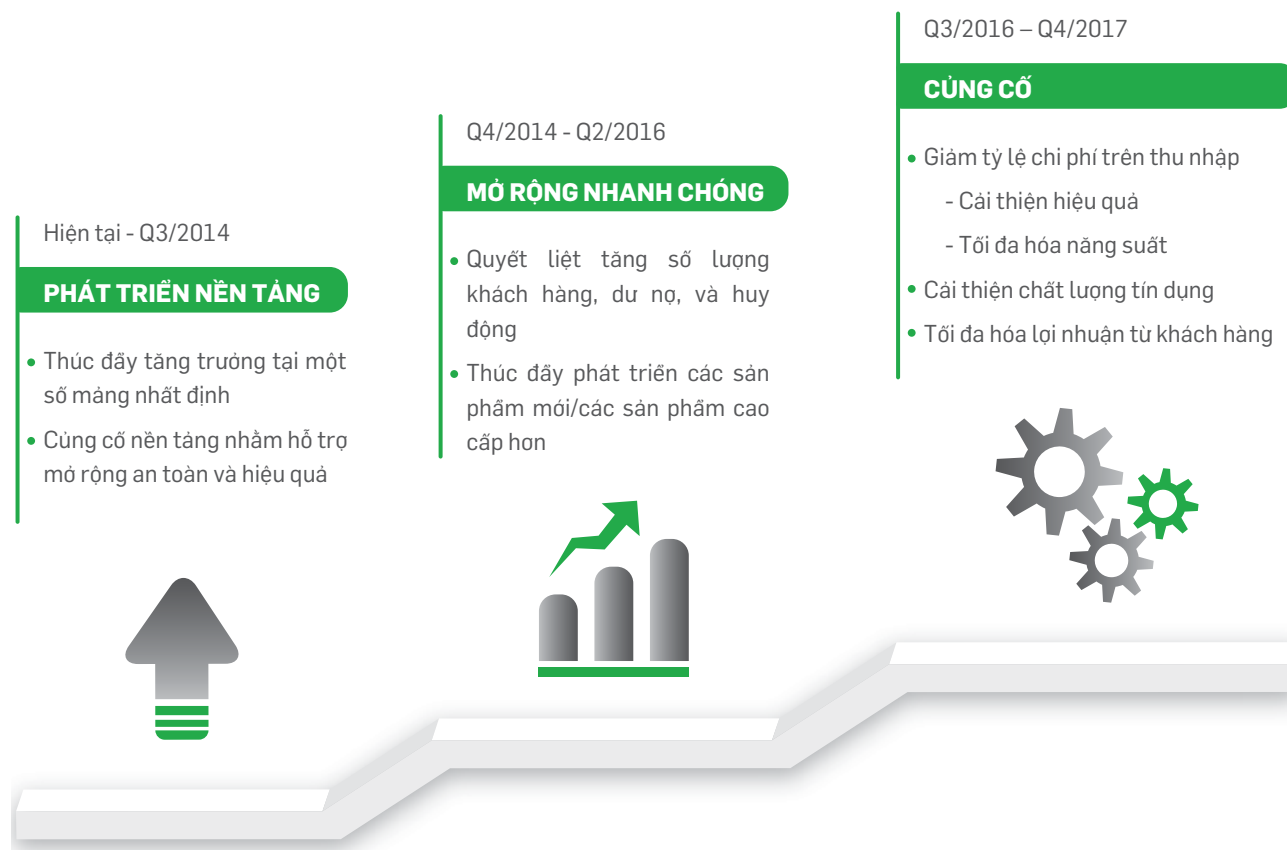 Hiện tại - Q3/2014
PHÁT TRIỂN NỀN TẢNG
• Thúc đẩy tăng trưởng tại một
số mảng nhất định
• Củng cố nền tảng nhằm hỗ trợ
mở rộng an toàn và hiệu quả
Q4/2014 - Q2/2016
MỞ RỘNG NHANH CHÓNG
• Quyết liệt tăng số lượng
khách hàng, dư nợ, và huy
động
• Thúc đẩy phát triển các sản
phẩm mới/các sản phẩm cao
cấp hơn
Q3/2016 – Q4/2017
CỦNG CỐ
• Giảm tỷ lệ chi phí trên thu nhập
- Cải thiện hiệu quả
- Tối đa hóa năng suất
• Cải thiện chất lượng tín dụng
• Tối đa hóa lợi nhuận từ khách hàng